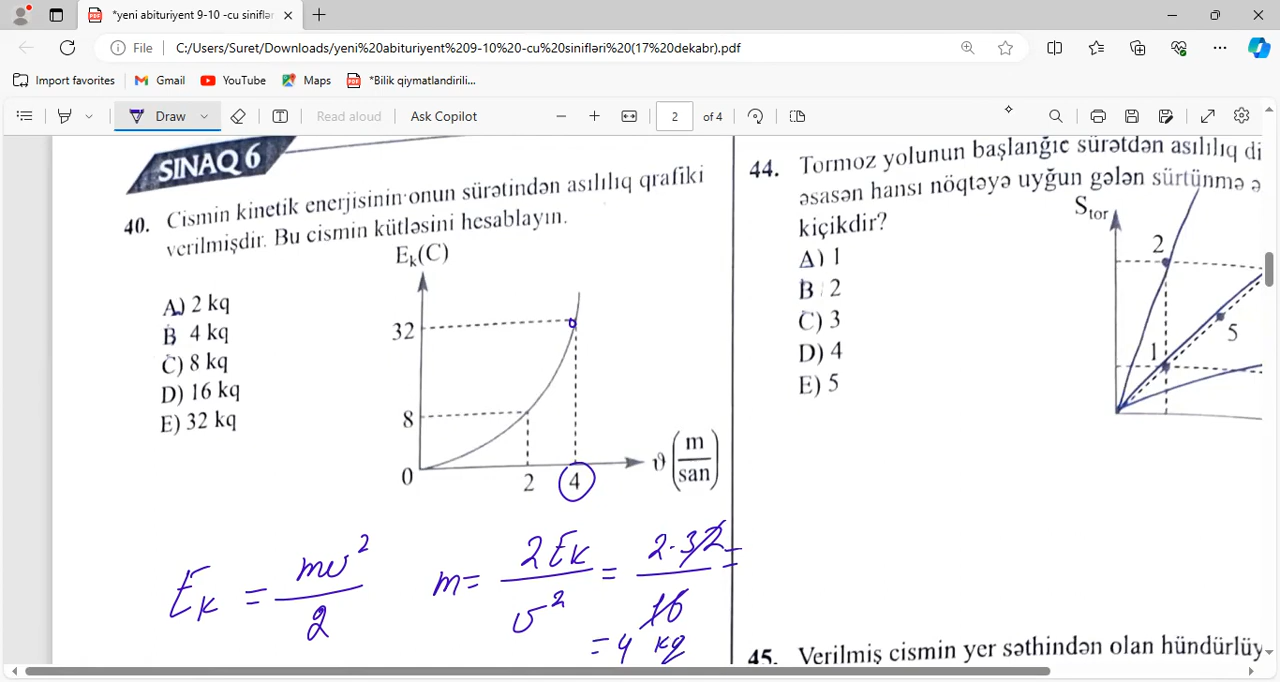 *yeni abituriyent 9-10 -cu siniflər
File
C:/Users/Suret/Downloads/yeni%20abituriyent%209-10%20-cu%20sinifləri%20(17%20dekabr).pdf
Import favorites
Gmail
YouTube
Maps
*Bilik qiymatlandirili...
Draw
Read aloud
Ask Copilot
2
of 4
SINAQ 6
40. Cismin kinetik enerjisinin onun sürətindən asılılıq qrafiki
verilmişdir. Bu cismin kütləsini hesablayın.
A) 2 kq
B 4 kq
C) 8 kq
D) 16 kq
E) 32 kq
Eₖ(C)
32
8
0
2
4
ϑ (m/san)
Eₖ = mυ²/2
m = 2Eₖ/υ² = 2·32/16 =
= 4 kq
44. Tormoz yolunun başlanğıc sürətdən asılılıq di
əsasən hansı nöqtəyə uyğun gələn sürtünmə ə
kiçikdir?
A) 1
B 2
C) 3
D) 4
E) 5
Sₜₒᵣ
2
1
5
45. Verilmiş cismin yer səthindən olan hündürlüy